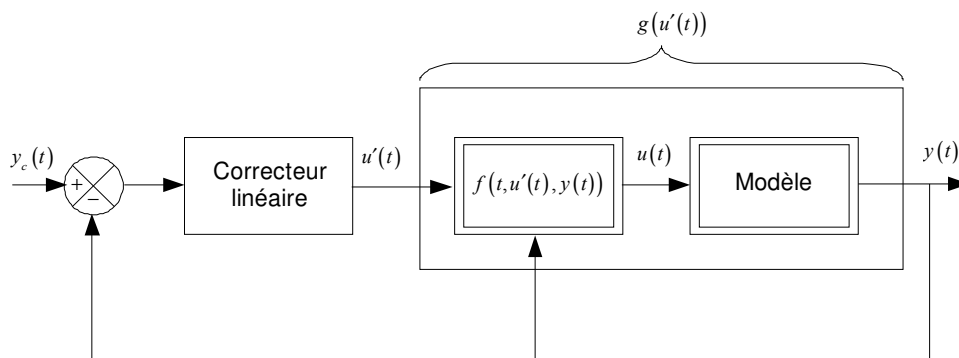 g(u′(t))
y_c(t)
+
−
Correcteur
linéaire
u′(t)
f(t,u′(t),y(t))
u(t)
Modèle
y(t)